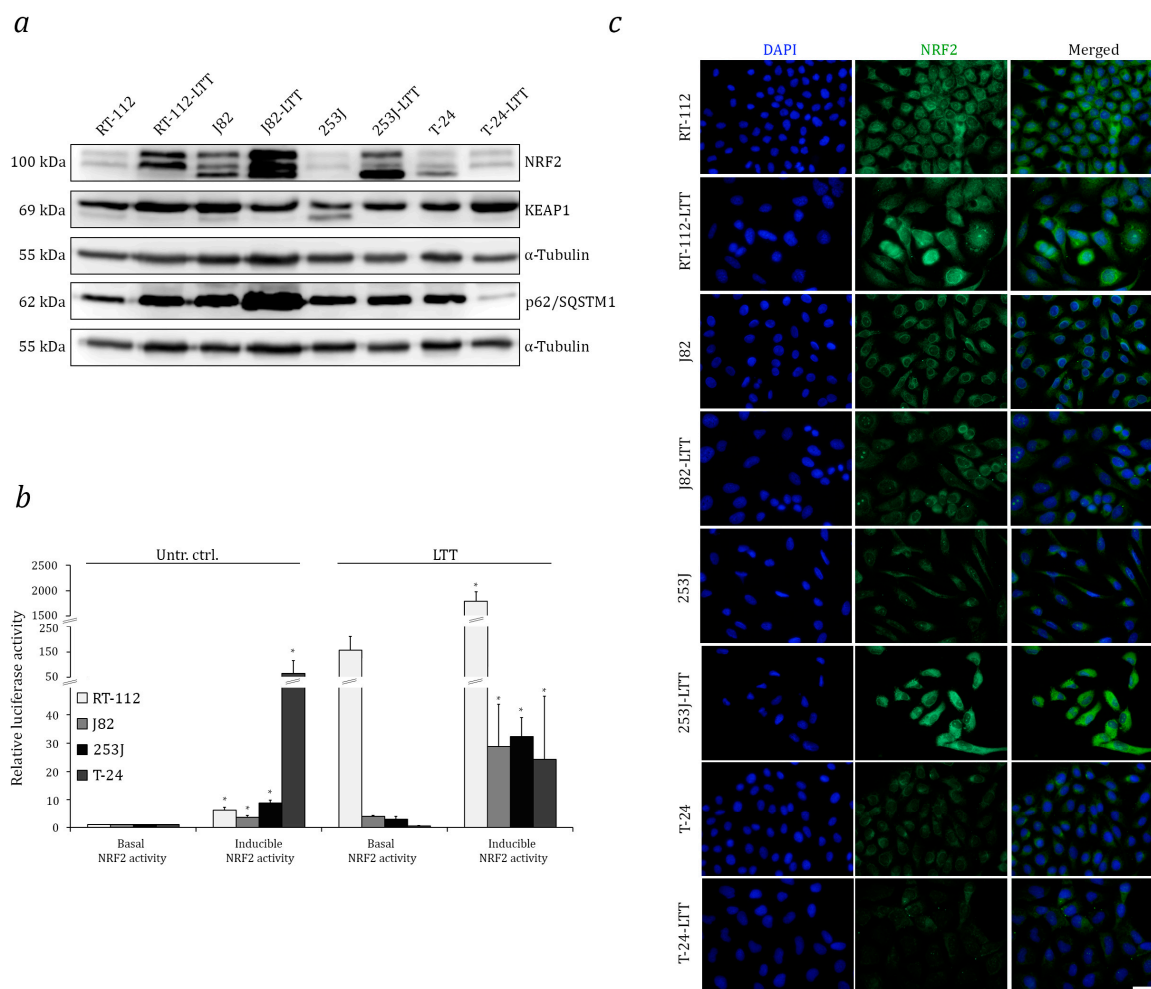 a
RT-112
RT-112-LTT
J82
J82-LTT
253J
253J-LTT
T-24
T-24-LTT
100 kDa
NRF2
69 kDa
KEAP1
55 kDa
α-Tubulin
62 kDa
p62/SQSTM1
55 kDa
α-Tubulin
b
Untr. ctrl.
LTT
Relative luciferase activity
2500
2000
1500
250
150
50
40
30
20
10
0
* * * *
* * * *
RT-112
J82
253J
T-24
Basal
NRF2 activity
Inducible
NRF2 activity
Basal
NRF2 activity
Inducible
NRF2 activity
c
DAPI NRF2 Merged
RT-112
RT-112-LTT
J82
J82-LTT
253J
253J-LTT
T-24
T-24-LTT